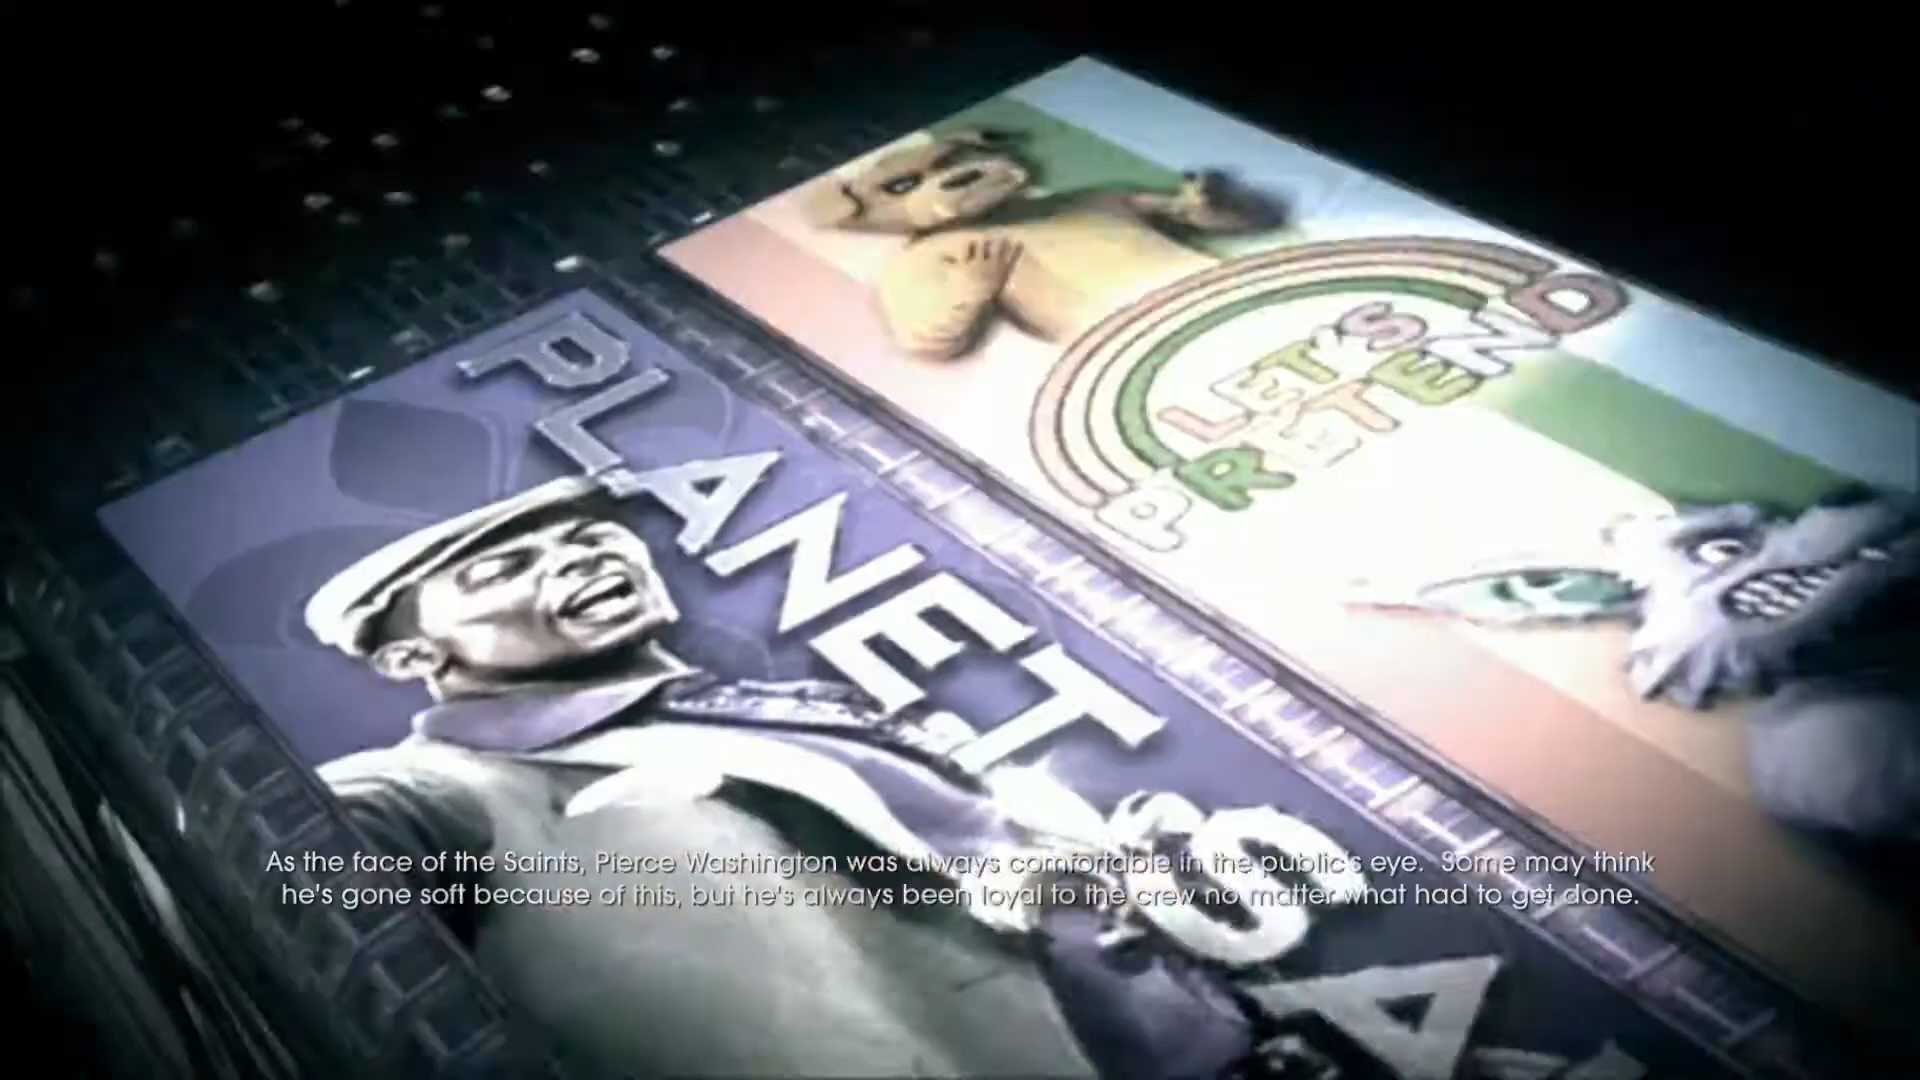 LET'S
PRETEND
PLANET
SA
As the face of the Saints, Pierce Washington was always comfortable in the public's eye.  Some may think
he's gone soft because of this, but he's always been loyal to the crew no matter what had to get done.